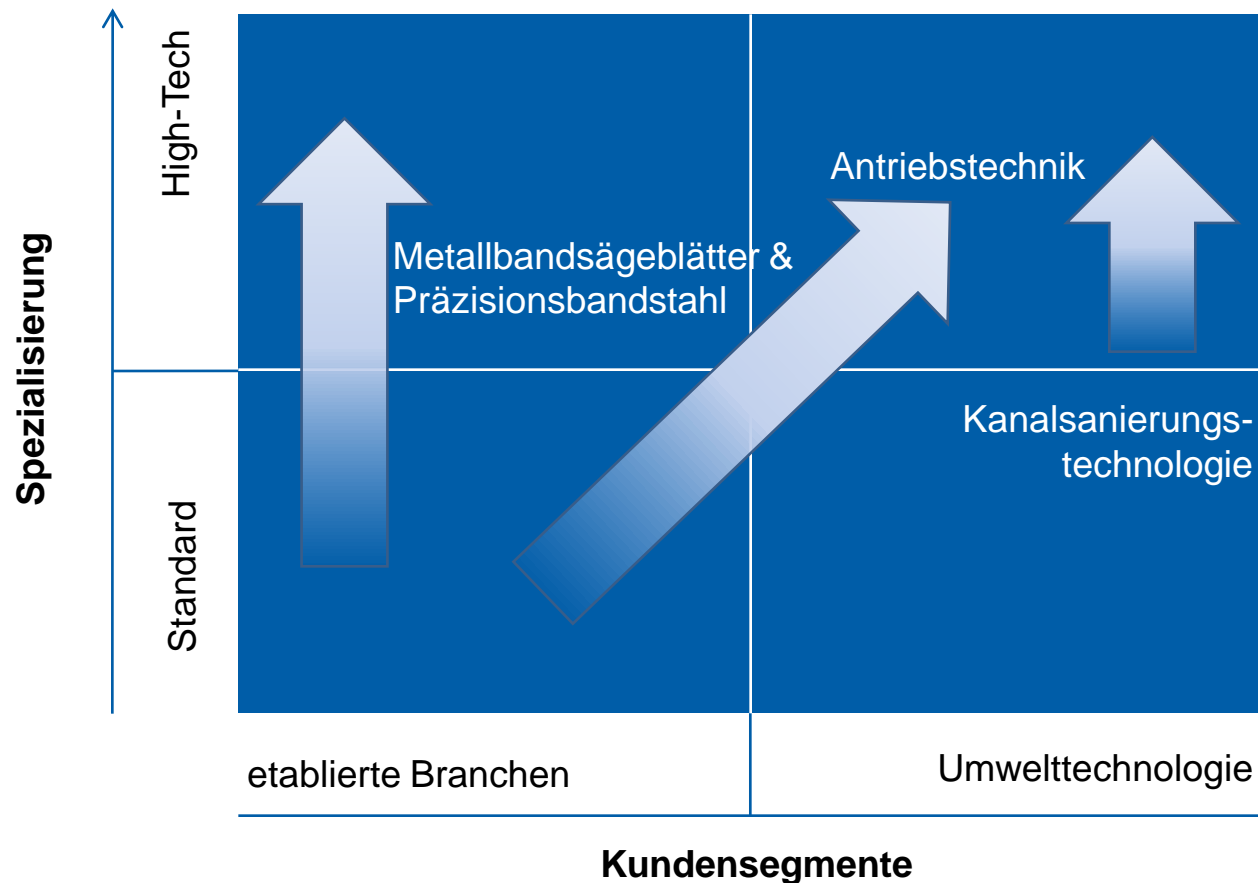 Spezialisierung
High-Tech
Standard
Antriebstechnik
Metallbandsägeblätter &
Präzisionsbandstahl
Kanalsanierungs-
technologie
etablierte Branchen
Umwelttechnologie
Kundensegmente